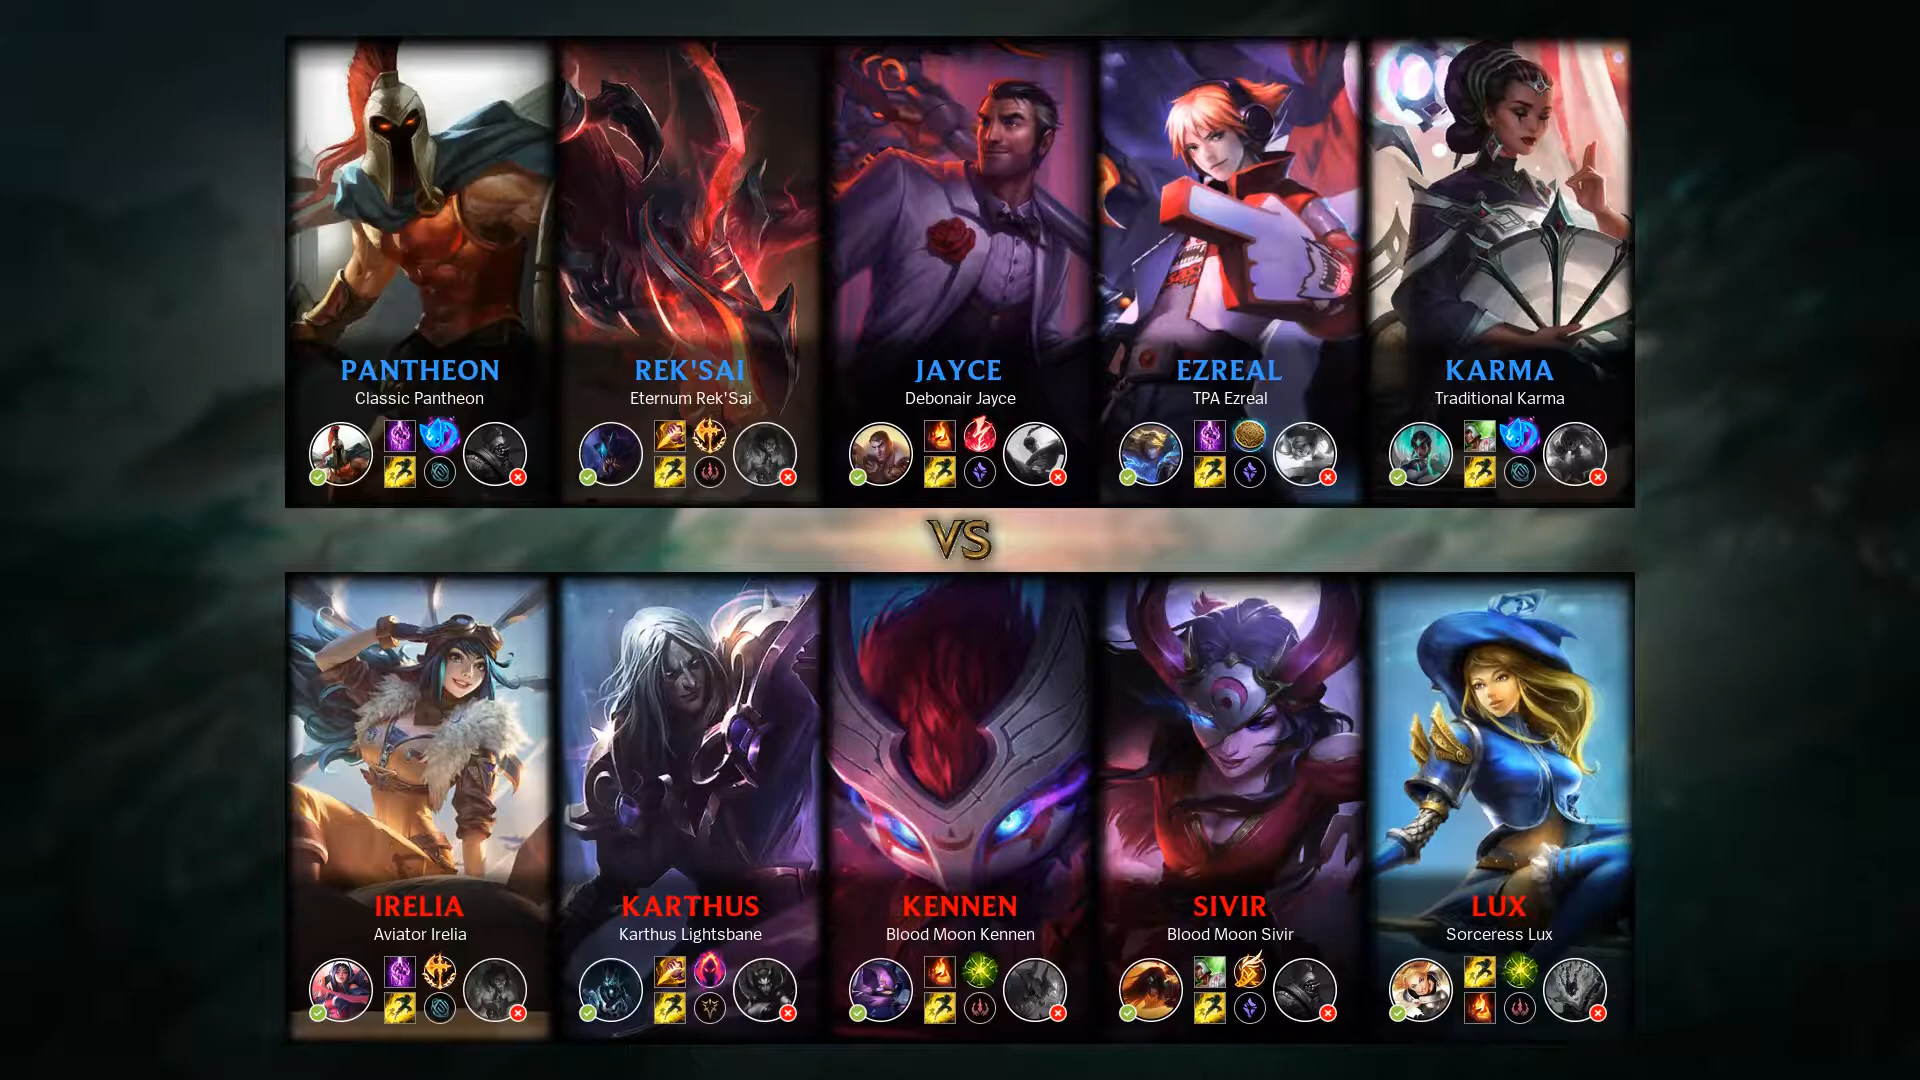 PANTHEON
Classic Pantheon
REK'SAI
Eternum Rek'Sai
JAYCE
Debonair Jayce
EZREAL
TPA Ezreal
KARMA
Traditional Karma
VS
IRELIA
Aviator Irelia
KARTHUS
Karthus Lightsbane
KENNEN
Blood Moon Kennen
SIVIR
Blood Moon Sivir
LUX
Sorceress Lux